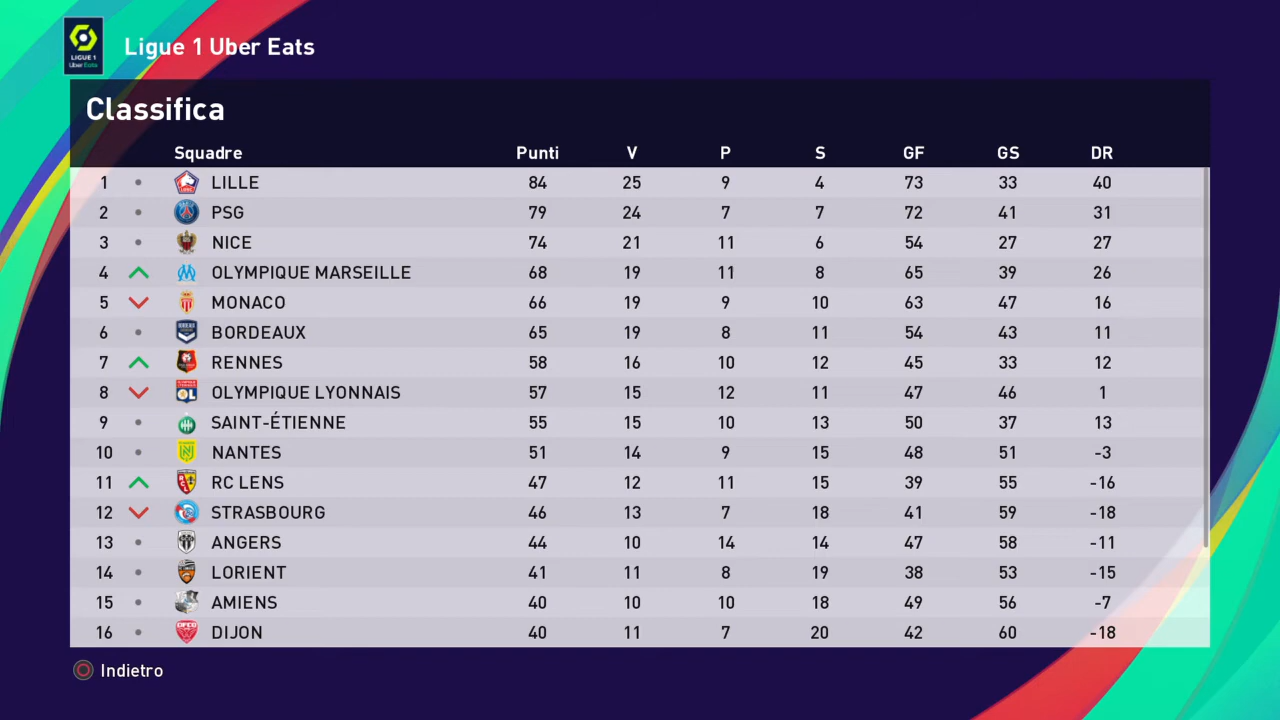 LIGUE 1
Uber Eats
Ligue 1 Uber Eats
Classifica
Squadre Punti V P S GF GS DR
1 LILLE 84 25 9 4 73 33 40
2 PSG 79 24 7 7 72 41 31
3 NICE 74 21 11 6 54 27 27
4 OLYMPIQUE MARSEILLE 68 19 11 8 65 39 26
5 MONACO 66 19 9 10 63 47 16
6 BORDEAUX 65 19 8 11 54 43 11
7 RENNES 58 16 10 12 45 33 12
8 OLYMPIQUE LYONNAIS 57 15 12 11 47 46 1
9 SAINT-ÉTIENNE 55 15 10 13 50 37 13
10 NANTES 51 14 9 15 48 51 -3
11 RC LENS 47 12 11 15 39 55 -16
12 STRASBOURG 46 13 7 18 41 59 -18
13 ANGERS 44 10 14 14 47 58 -11
14 LORIENT 41 11 8 19 38 53 -15
15 AMIENS 40 10 10 18 49 56 -7
16 DIJON 40 11 7 20 42 60 -18
Indietro